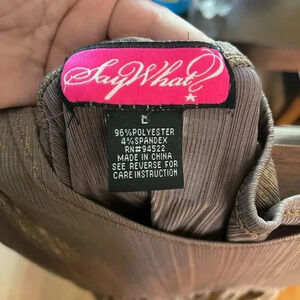 Say What?
L
96%POLYESTER
4%SPANDEX
RN#94522
MADE IN CHINA
SEE REVERSE FOR
CARE INSTRUCTION